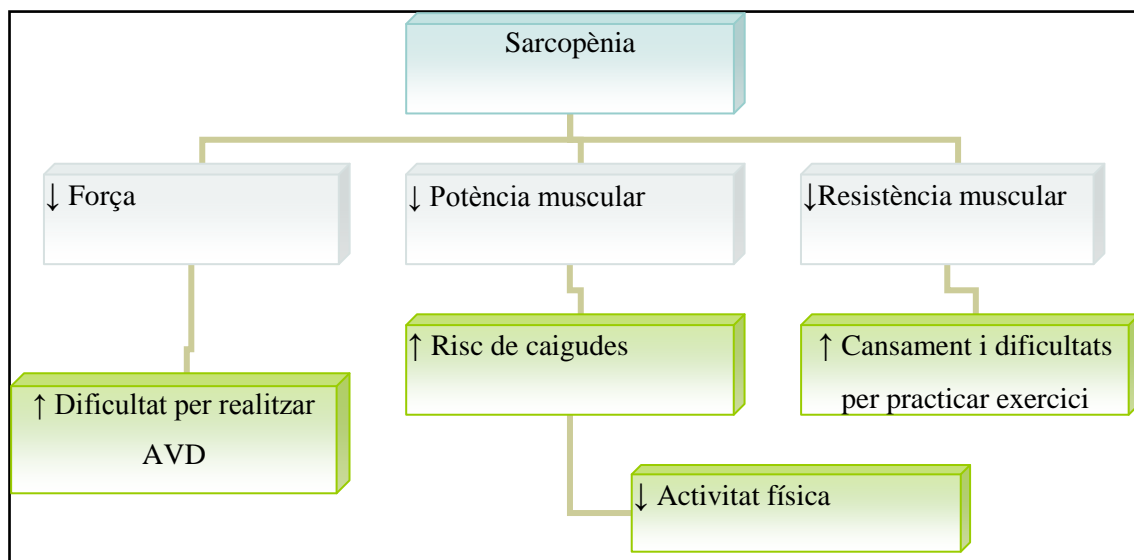 Sarcopènia
↓ Força
↓ Potència muscular
↓Resistència muscular
↑ Risc de caigudes
↑ Cansament i dificultats
per practicar exercici
↑ Dificultat per realitzar
AVD
↓ Activitat física